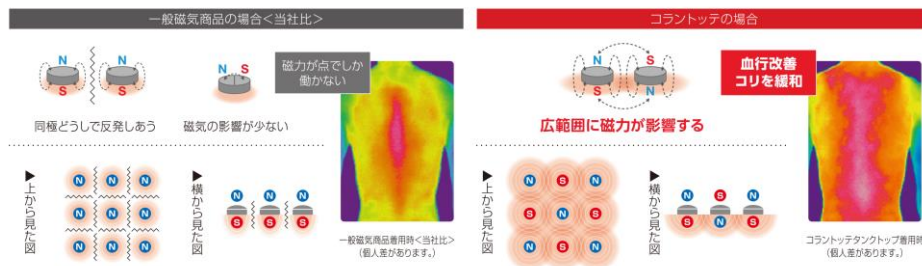 一般磁気商品の場合<当社比>
N
N
S
S
同極どうしで反発しあう
N S
磁気の影響が少ない
磁力が点でしか
働かない
▶上から見た図
N N N
N N N
N N N
▶横から見た図
N N N
S S S
一般磁気商品着用時<当社比>
(個人差があります。)
コラントッテの場合
N S
S N
広範囲に磁力が影響する
血行改善
コリを緩和
▶上から見た図
N S N
S N S
N S N
▶横から見た図
N S N
S N S
コラントッテタンクトップ着用時
(個人差があります。)